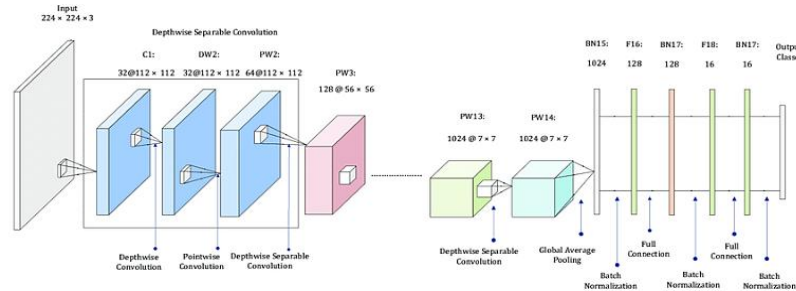 Input
224 × 224 × 3
Depthwise Separable Convolution
C1:
32@112 × 112
DW2:
32@112 × 112
PW2:
64@112 × 112
PW3:
128 @ 56 × 56
PW13:
1024 @ 7 × 7
PW14:
1024 @ 7 × 7
BN15:
1024
F16:
128
BN17:
128
F18:
16
BN17:
16
Output
Depthwise
Convolution
Pointwise
Convolution
Depthwise Separable
Convolution
Depthwise Separable
Convolution
Global Average
Pooling
Batch
Normalization
Full
Connection
Batch
Normalization
Full
Connection
Batch
Normalization